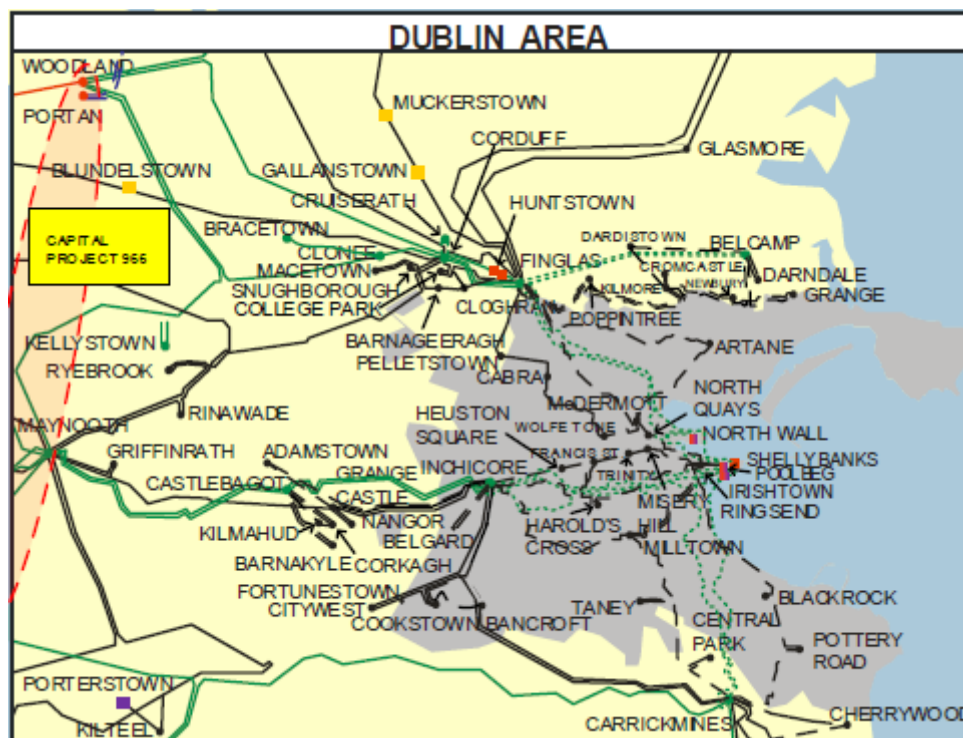 DUBLIN AREA
WOODLAND
PORTAN
MUCKERSTOWN
CORDUFF
GLASMORE
BLUNDELSTOWN
GALLANSTOWN
CRUISERATH
HUNTSTOWN
CAPITAL
PROJECT 966
BRACETOWN
DARDISTOWN
BELCAMP
CLONEE
FINGLAS
MACETOWN
CROMCASTLE
DARNDALE
SNUGHBOROUGH
KILMORE
NEWBURY
GRANGE
COLLEGE PARK
CLOGHRAN
POPPINTREE
KELLYSTOWN
BARNAGEERAGH
ARTANE
PELLETSTOWN
RYEBROOK
CABRA
NORTH
QUAYS
RINAWADE
HEUSTON
SQUARE
McDERMOTT
MAYNOOTH
WOLFE TONE
NORTH WALL
GRIFFINRATH
ADAMSTOWN
FRANCIS ST
SHELLYBANKS
GRANGE
CASTLE
INCHICORE
TRINITY
POOLBEG
CASTLEBAGOT
IRISHTOWN
MISERY
HILL
RINGSEND
KILMAHUD
NANGOR
HAROLD'S
CROSS
BELGARD
MILLTOWN
BARNAKYLE
CORKAGH
FORTUNESTOWN
CITYWEST
TANEY
BLACKROCK
COOKSTOWN
BANCROFT
CENTRAL
PARK
POTTERY
ROAD
PORTERSTOWN
KILTEEL
CARRICKMINES
CHERRYWOOD